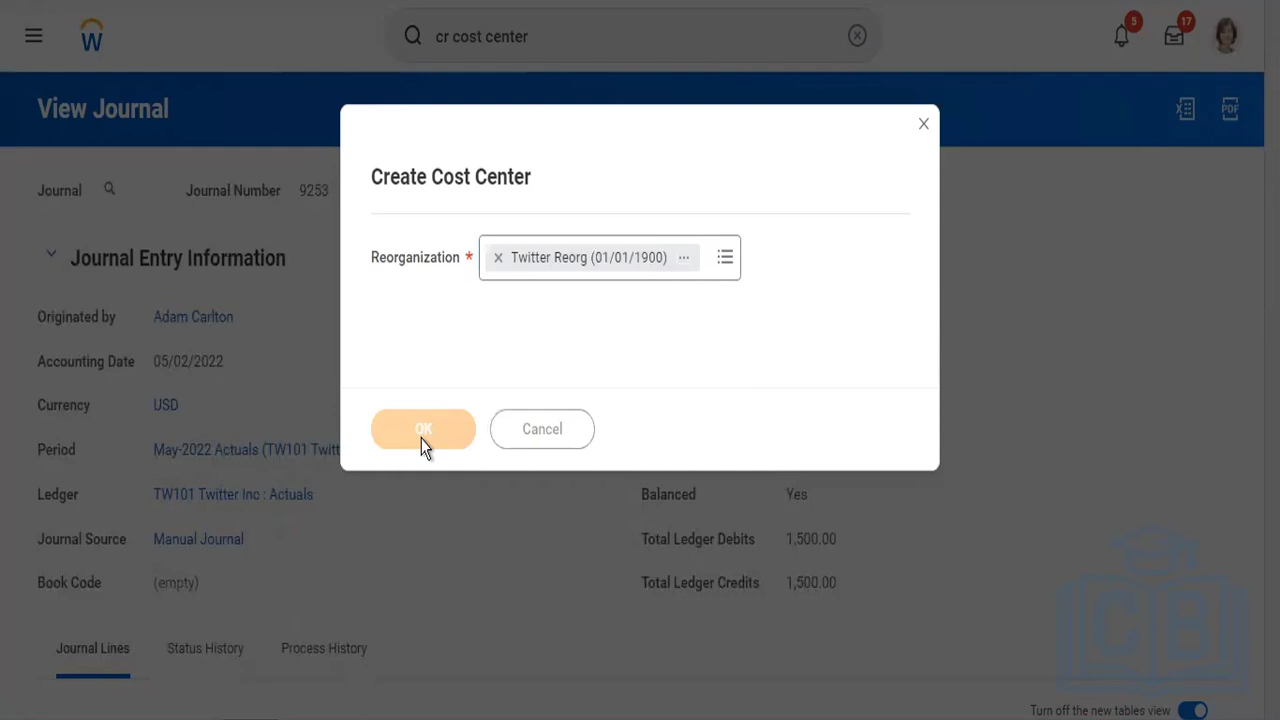 W
cr cost center
5
17
View Journal
X
PDF
Journal
Journal Number 9253
Journal Entry Information
Originated by Adam Carlton
Accounting Date 05/02/2022
Currency USD
Period May-2022 Actuals (TW101 Twitt
Ledger TW101 Twitter Inc : Actuals
Journal Source Manual Journal
Book Code (empty)
Create Cost Center
Reorganization * Twitter Reorg (01/01/1900)
OK
Cancel
Balanced Yes
Total Ledger Debits 1,500.00
Total Ledger Credits 1,500.00
Journal Lines
Status History
Process History
Turn off the new tables view
CB